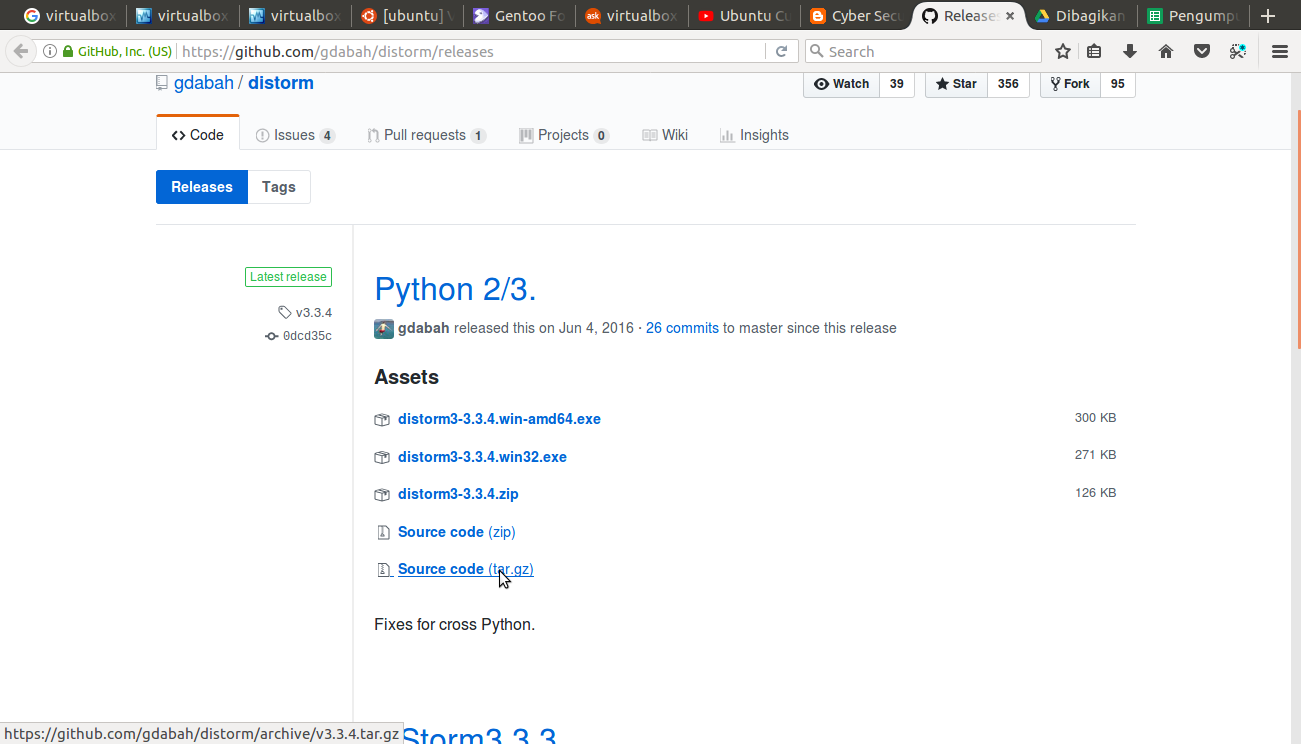 virtualbox virtualbox virtualbox [ubuntu] Gentoo Fo virtualbox Ubuntu Cu Cyber Secu Releases Dibagikan Pengumpu
GitHub, Inc. (US) https://github.com/gdabah/distorm/releases Search
gdabah / distorm Watch 39 Star 356 Fork 95
Code Issues 4 Pull requests 1 Projects 0 Wiki Insights
Releases Tags
Latest release
v3.3.4
0dcd35c
Python 2/3.
gdabah released this on Jun 4, 2016 · 26 commits to master since this release
Assets
distorm3-3.3.4.win-amd64.exe 300 KB
distorm3-3.3.4.win32.exe 271 KB
distorm3-3.3.4.zip 126 KB
Source code (zip)
Source code (tar.gz)
Fixes for cross Python.
Storm3.3.3
https://github.com/gdabah/distorm/archive/v3.3.4.tar.gz